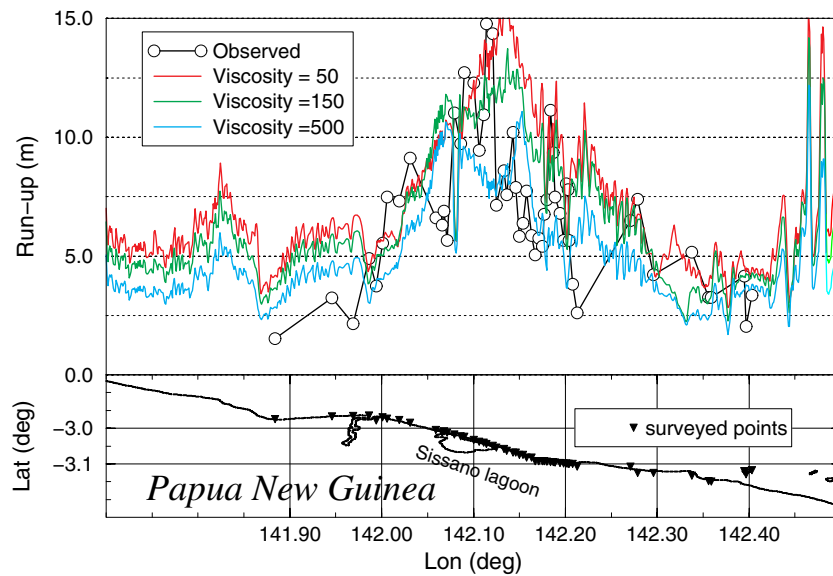 15.0
10.0
5.0
Run-up (m)
Observed
Viscosity = 50
Viscosity =150
Viscosity =500
0.0
−3.0
−3.1
Lat (deg)
surveyed points
Sissano lagoon
Papua New Guinea
141.90 142.00 142.10 142.20 142.30 142.40
Lon (deg)